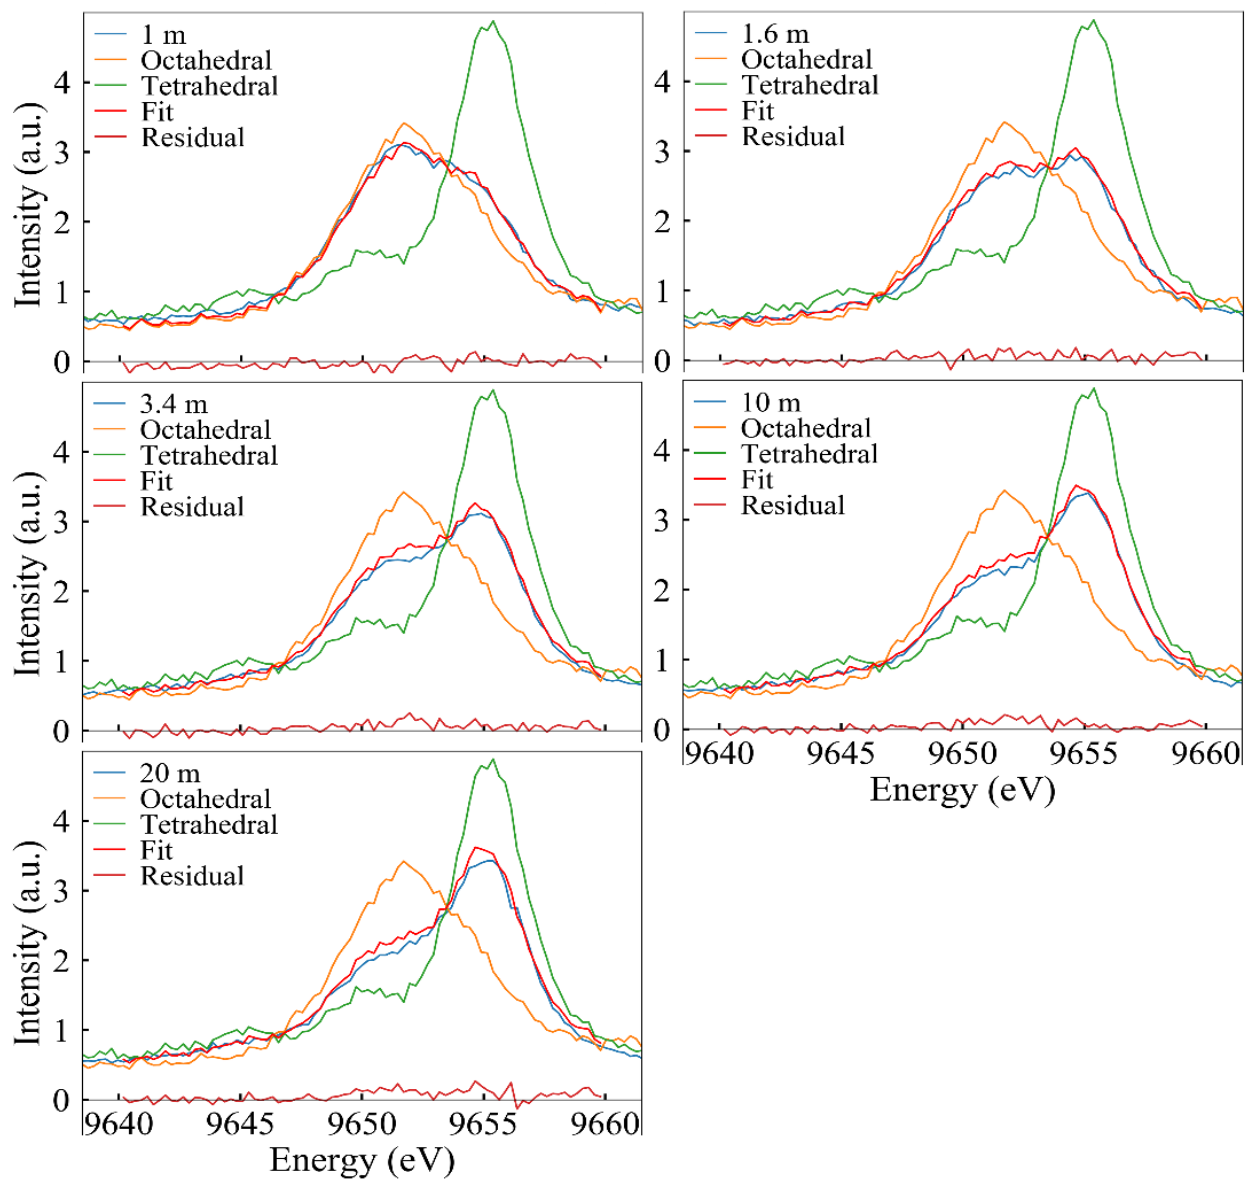 1 m
Octahedral
Tetrahedral
Fit
Residual
4
3
2
1
0
Intensity (a.u.)
1.6 m
Octahedral
Tetrahedral
Fit
Residual
4
3
2
1
0
3.4 m
Octahedral
Tetrahedral
Fit
Residual
4
3
2
1
0
Intensity (a.u.)
10 m
Octahedral
Tetrahedral
Fit
Residual
4
3
2
1
0
9640 9645 9650 9655 9660
Energy (eV)
20 m
Octahedral
Tetrahedral
Fit
Residual
4
3
2
1
0
Intensity (a.u.)
9640 9645 9650 9655 9660
Energy (eV)